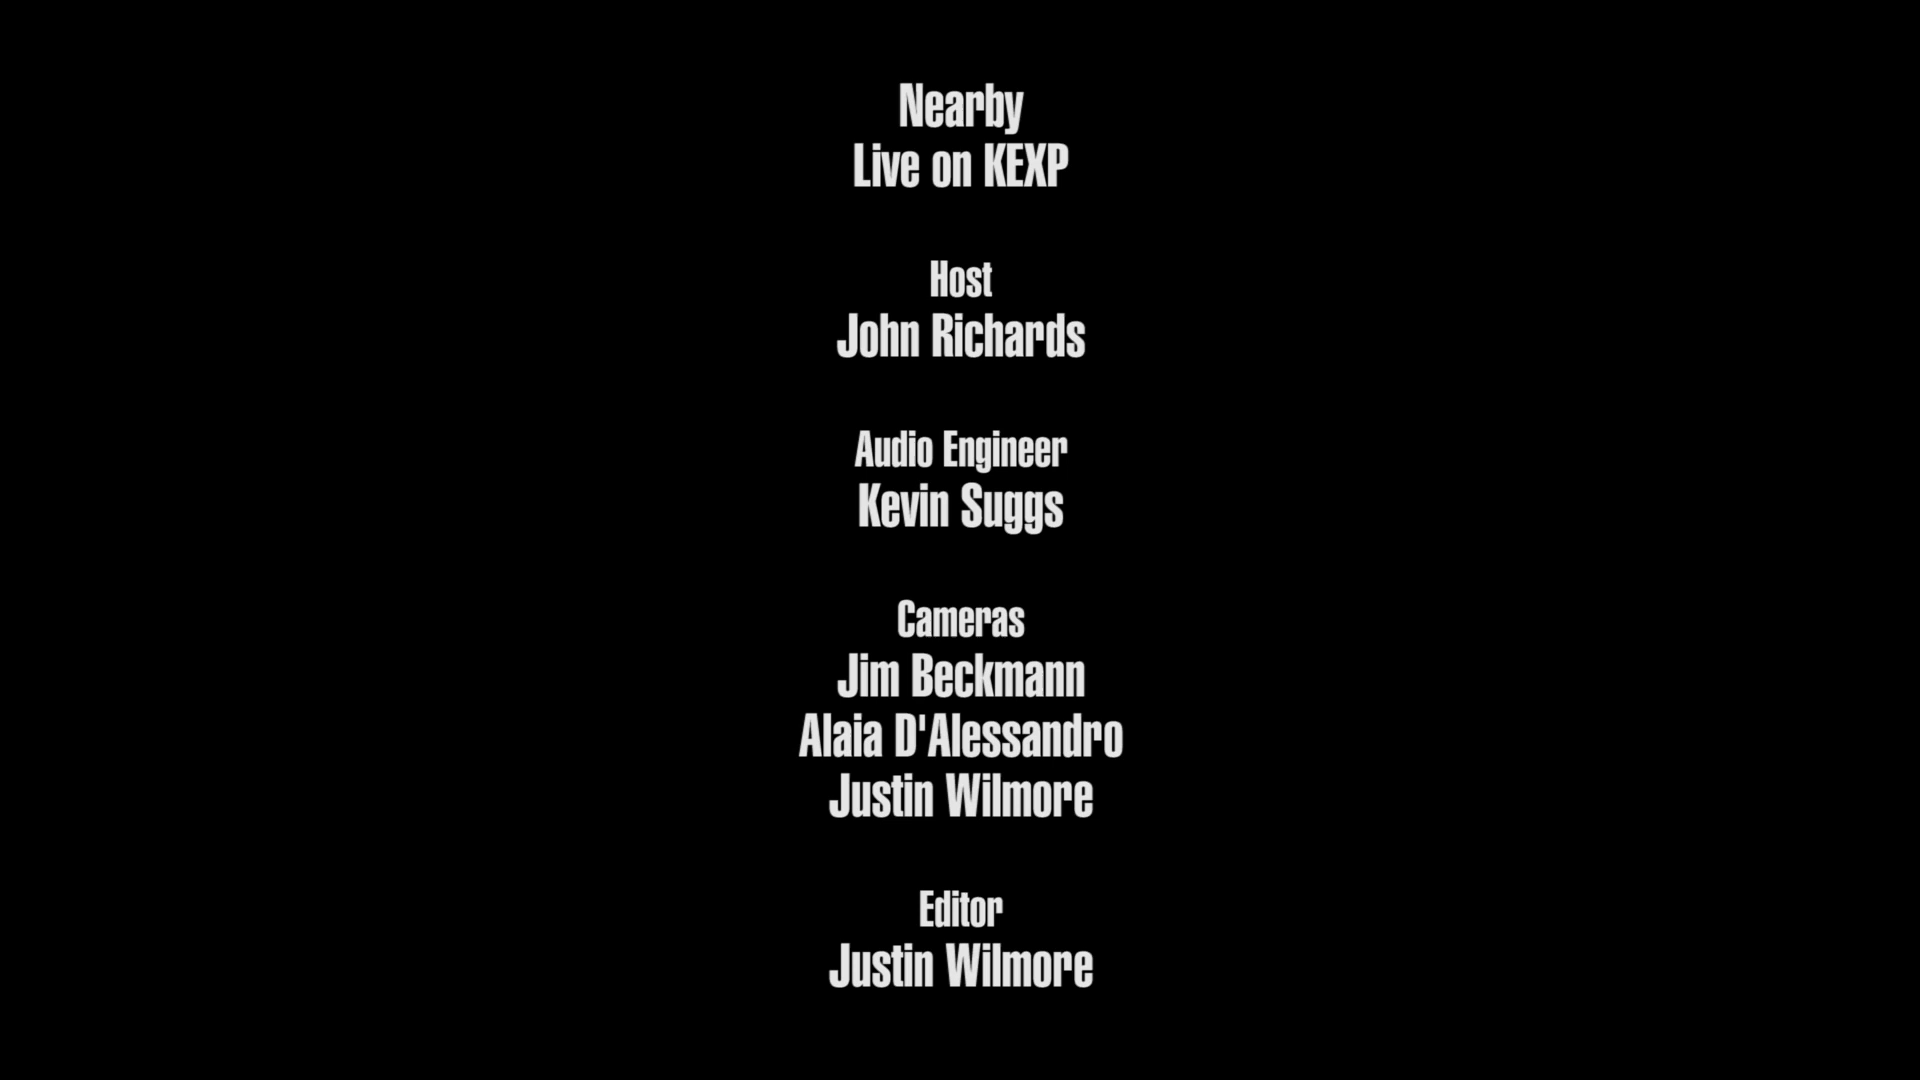 Nearby
Live on KEXP
Host
John Richards
Audio Engineer
Kevin Suggs
Cameras
Jim Beckmann
Alaia D'Alessandro
Justin Wilmore
Editor
Justin Wilmore